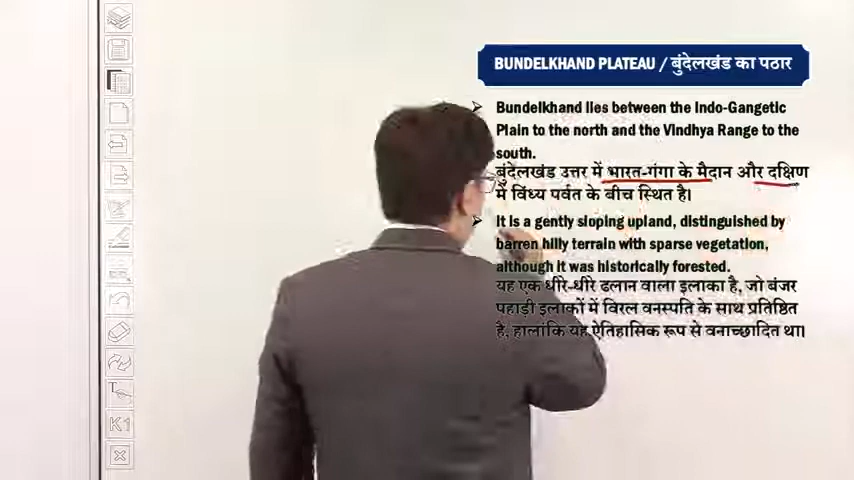 BUNDELKHAND PLATEAU / बुंदेलखंड का पठार
Bundelkhand lies between the Indo-Gangetic
Plain to the north and the Vindhya Range to the
south.
बुंदेलखंड उत्तर में भारत-गंगा के मैदान और दक्षिण
में विंध्य पर्वत के बीच स्थित है।
It is a gently sloping upland, distinguished by
barren hilly terrain with sparse vegetation,
although it was historically forested.
यह एक धीरे-धीरे ढलान वाला इलाका है, जो बंजर
पहाड़ी इलाकों में विरल वनस्पति के साथ प्रतिष्ठित
है, हालांकि यह ऐतिहासिक रूप से वनाच्छादित था।
T
K1